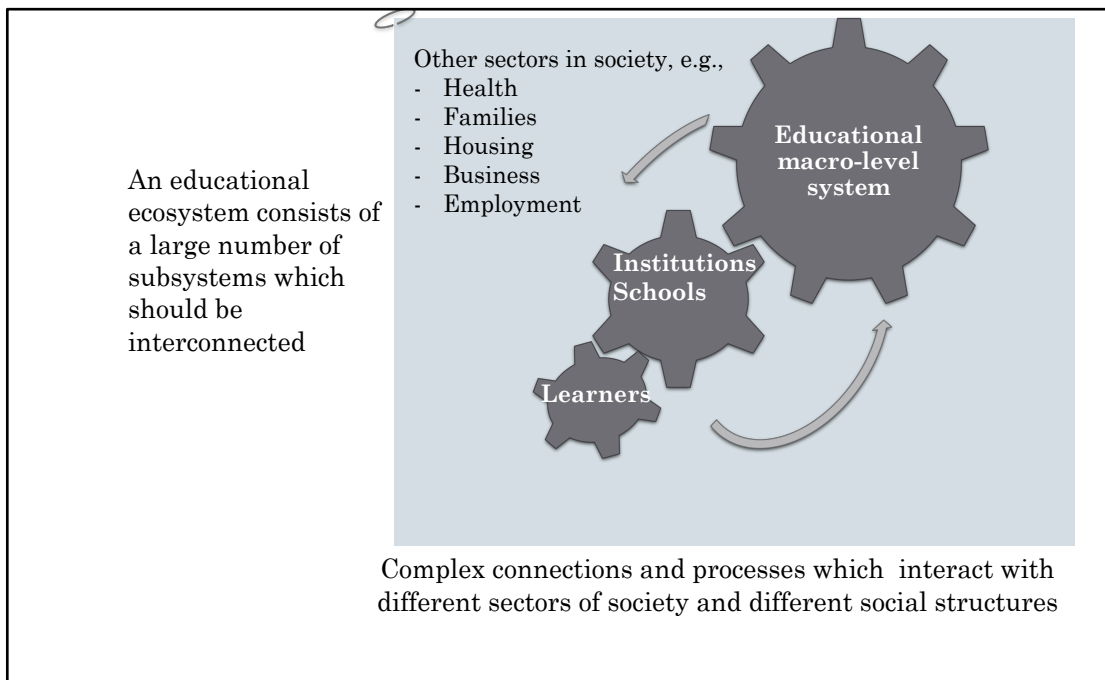 Other sectors in society, e.g.,
- Health
- Families
- Housing
- Business
- Employment
Educational
macro-level
system
An educational
ecosystem consists of
a large number of
subsystems which
should be
interconnected
Institutions
Schools
Learners
Complex connections and processes which  interact with
different sectors of society and different social structures